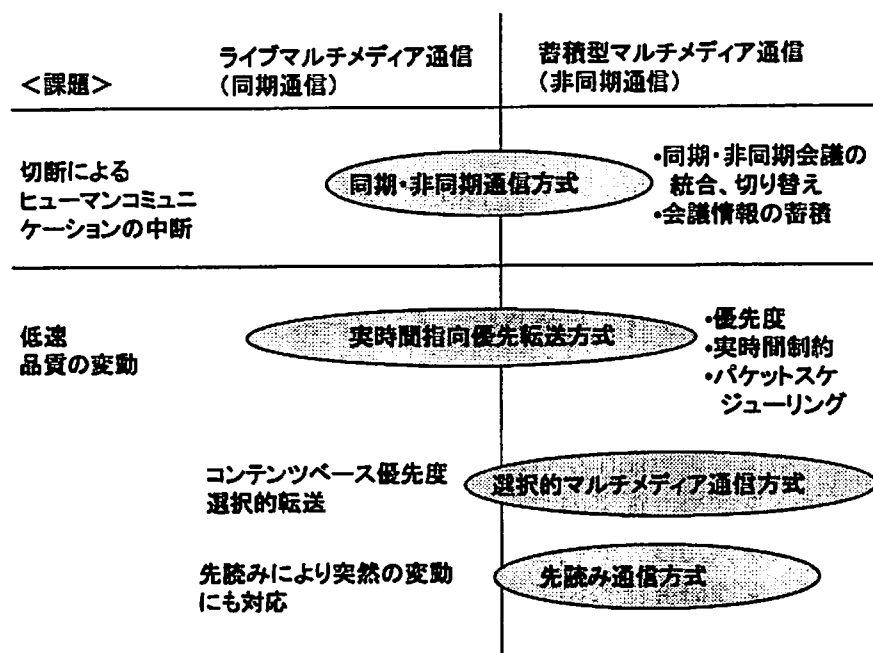 ＜課題＞
ライブマルチメディア通信
(同期通信)
蓄積型マルチメディア通信
(非同期通信)
切断による
ヒューマンコミュニ
ケーションの中断
同期・非同期通信方式
・同期・非同期会議の
統合、切り替え
・会議情報の蓄積
低速
品質の変動
実時間指向優先転送方式
・優先度
・実時間制約
・パケットスケ
ジューリング
コンテンツベース優先度
選択的転送
選択的マルチメディア通信方式
先読みにより突然の変動
にも対応
先読み通信方式